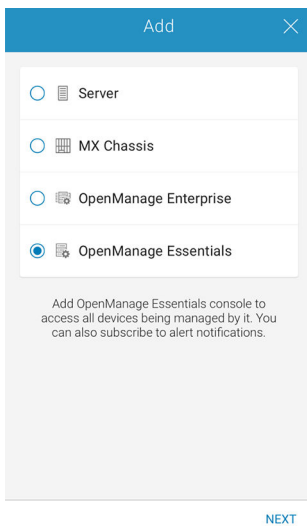 Add
Server
MX Chassis
OpenManage Enterprise
OpenManage Essentials
Add OpenManage Essentials console to
access all devices being managed by it. You
can also subscribe to alert notifications.
NEXT